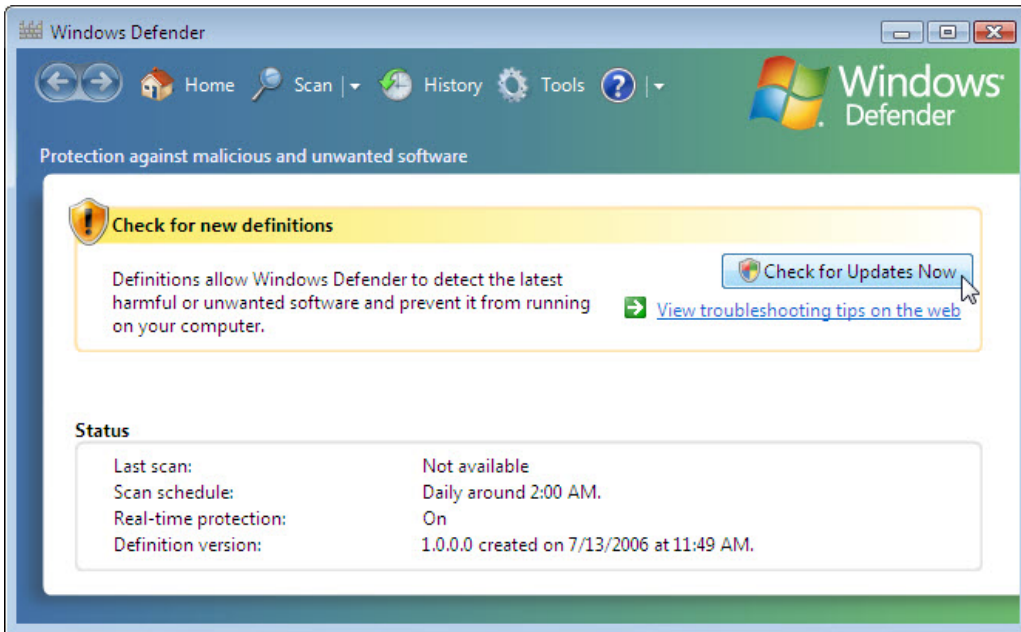 Windows Defender
Home Scan History Tools ?
Windows
Defender
Protection against malicious and unwanted software
Check for new definitions
Definitions allow Windows Defender to detect the latest
harmful or unwanted software and prevent it from running
on your computer.
Check for Updates Now
View troubleshooting tips on the web
Status
Last scan: Not available
Scan schedule: Daily around 2:00 AM.
Real-time protection: On
Definition version: 1.0.0.0 created on 7/13/2006 at 11:49 AM.